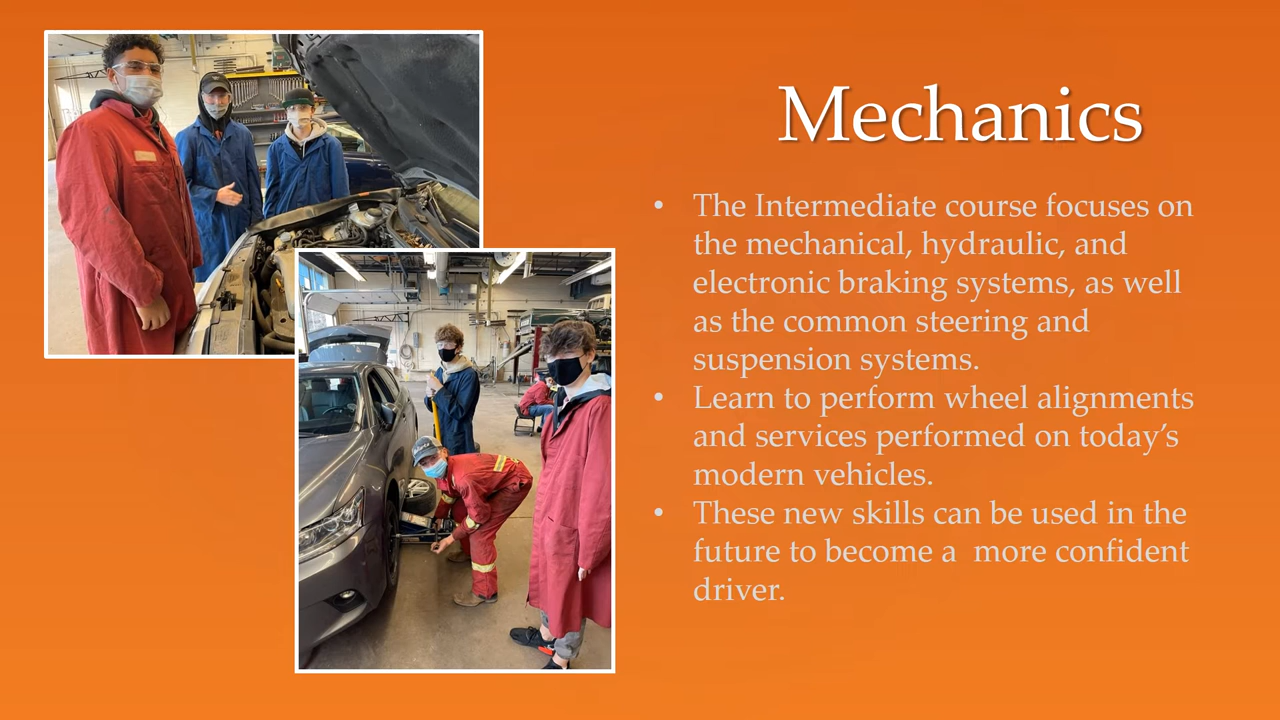 Mechanics
• The Intermediate course focuses on
the mechanical, hydraulic, and
electronic braking systems, as well
as the common steering and
suspension systems.
• Learn to perform wheel alignments
and services performed on today’s
modern vehicles.
• These new skills can be used in the
future to become a  more confident
driver.